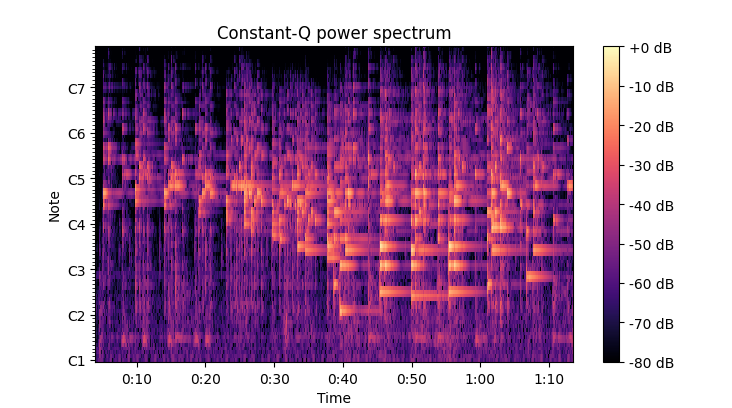 Constant-Q power spectrum
Note
C7
C6
C5
C4
C3
C2
C1
0:10 0:20 0:30 0:40 0:50 1:00 1:10
Time
+0 dB
-10 dB
-20 dB
-30 dB
-40 dB
-50 dB
-60 dB
-70 dB
-80 dB